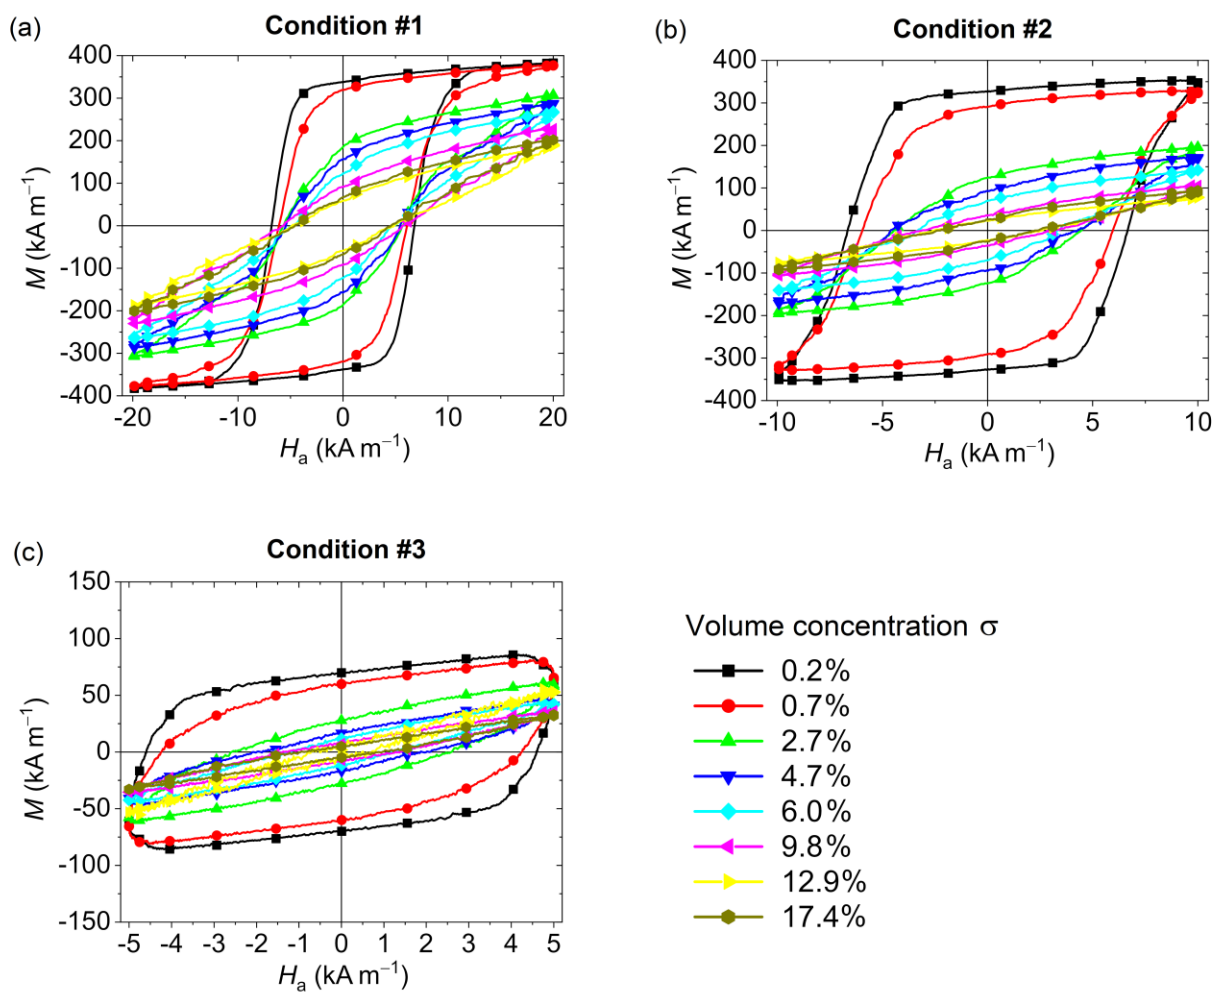 (a)
Condition #1
400
300
200
100
0
-100
-200
-300
-400
M (kA m⁻¹)
-20 -10 0 10 20
Hₐ (kA m⁻¹)
(b)
Condition #2
400
300
200
100
0
-100
-200
-300
-400
M (kA m⁻¹)
-10 -5 0 5 10
Hₐ (kA m⁻¹)
(c)
Condition #3
150
100
50
0
-50
-100
-150
M (kA m⁻¹)
-5 -4 -3 -2 -1 0 1 2 3 4 5
Hₐ (kA m⁻¹)
Volume concentration σ
0.2%
0.7%
2.7%
4.7%
6.0%
9.8%
12.9%
17.4%